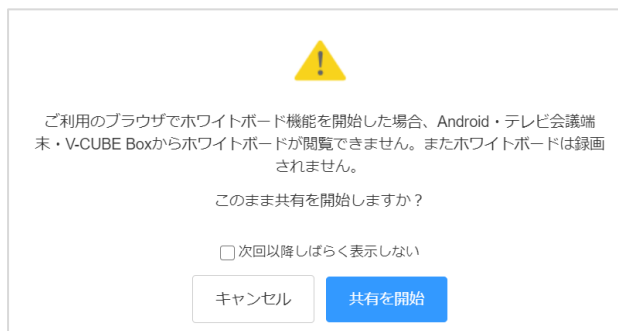 ご利用のブラウザでホワイトボード機能を開始した場合、Android・テレビ会議端
末・V-CUBE Boxからホワイトボードが閲覧できません。またホワイトボードは録画
されません。
このまま共有を開始しますか？
次回以降しばらく表示しない
キャンセル 共有を開始